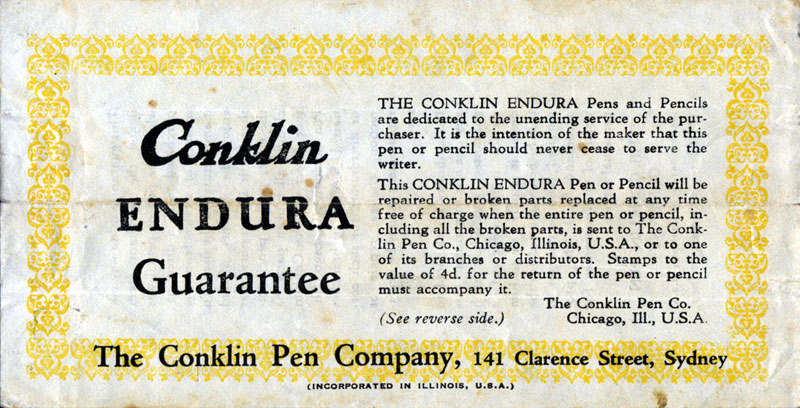 Conklin
ENDURA
Guarantee
THE CONKLIN ENDURA Pens and Pencils
are dedicated to the unending service of the pur-
chaser. It is the intention of the maker that this
pen or pencil should never cease to serve the
writer.
This CONKLIN ENDURA Pen or Pencil will be
repaired or broken parts replaced at any time
free of charge when the entire pen or pencil, in-
cluding all the broken parts, is sent to The Conk-
lin Pen Co., Chicago, Illinois, U.S.A., or to one
of its branches or distributors. Stamps to the
value of 4d. for the return of the pen or pencil
must accompany it.
The Conklin Pen Co.
(See reverse side.) Chicago, Ill., U.S.A.
The Conklin Pen Company, 141 Clarence Street, Sydney
(INCORPORATED IN ILLINOIS, U.S.A.)